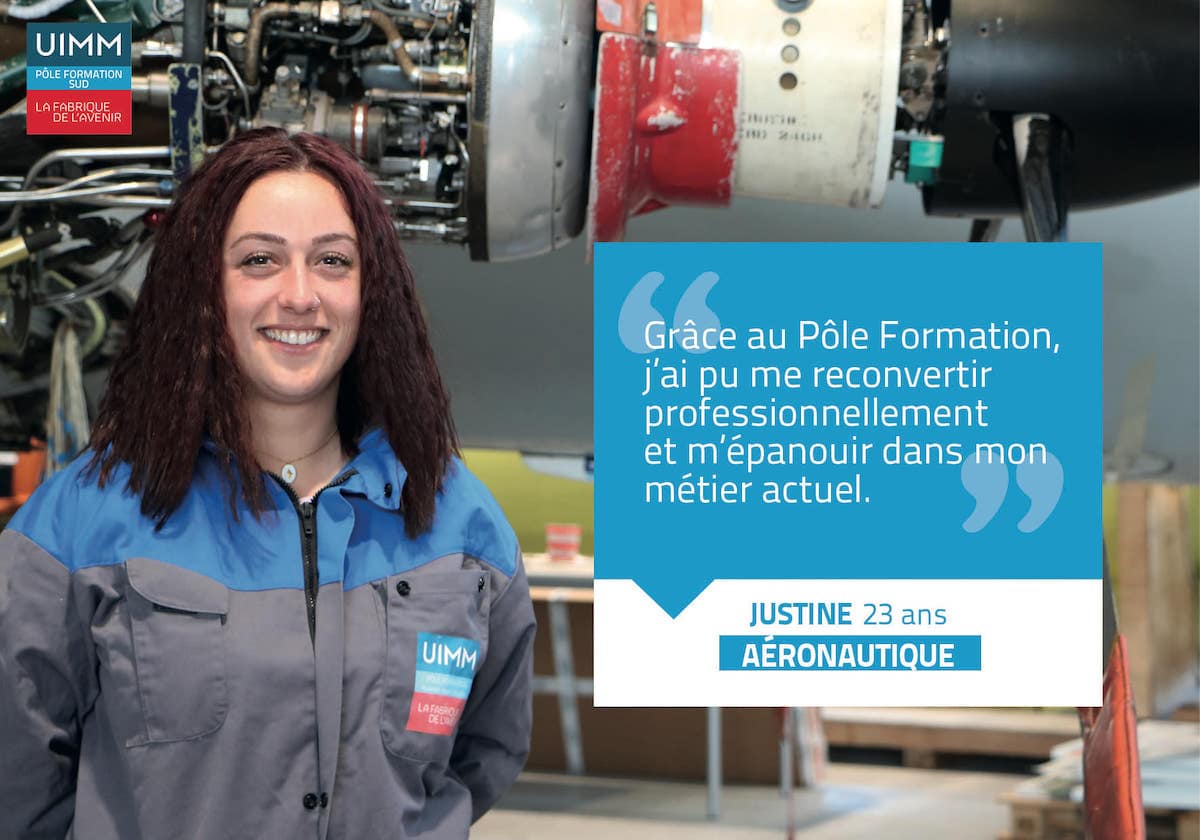 UIMM
PÔLE FORMATION
SUD
LA FABRIQUE
DE L'AVENIR
Grâce au Pôle Formation,
j'ai pu me reconvertir
professionnellement
et m'épanouir dans mon
métier actuel.
JUSTINE 23 ans
AÉRONAUTIQUE
UIMM
LA FABRIQUE
DE L'AVENIR